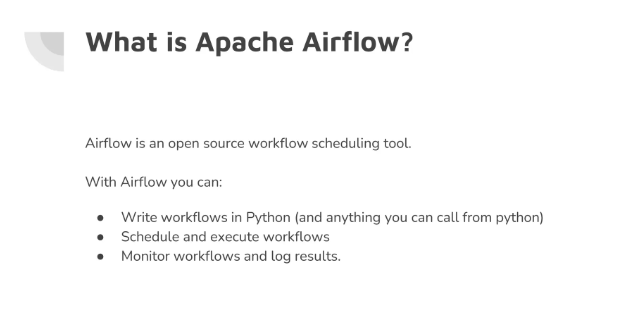 What is Apache Airflow?
Airflow is an open source workflow scheduling tool.
With Airflow you can:
● Write workflows in Python (and anything you can call from python)
● Schedule and execute workflows
● Monitor workflows and log results.